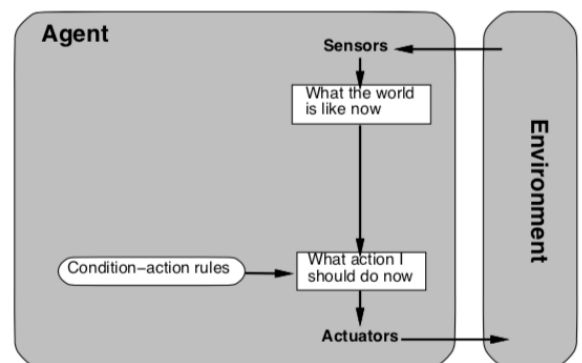 Agent
Sensors
What the world
is like now
Environment
Condition−action rules
What action I
should do now
Actuators